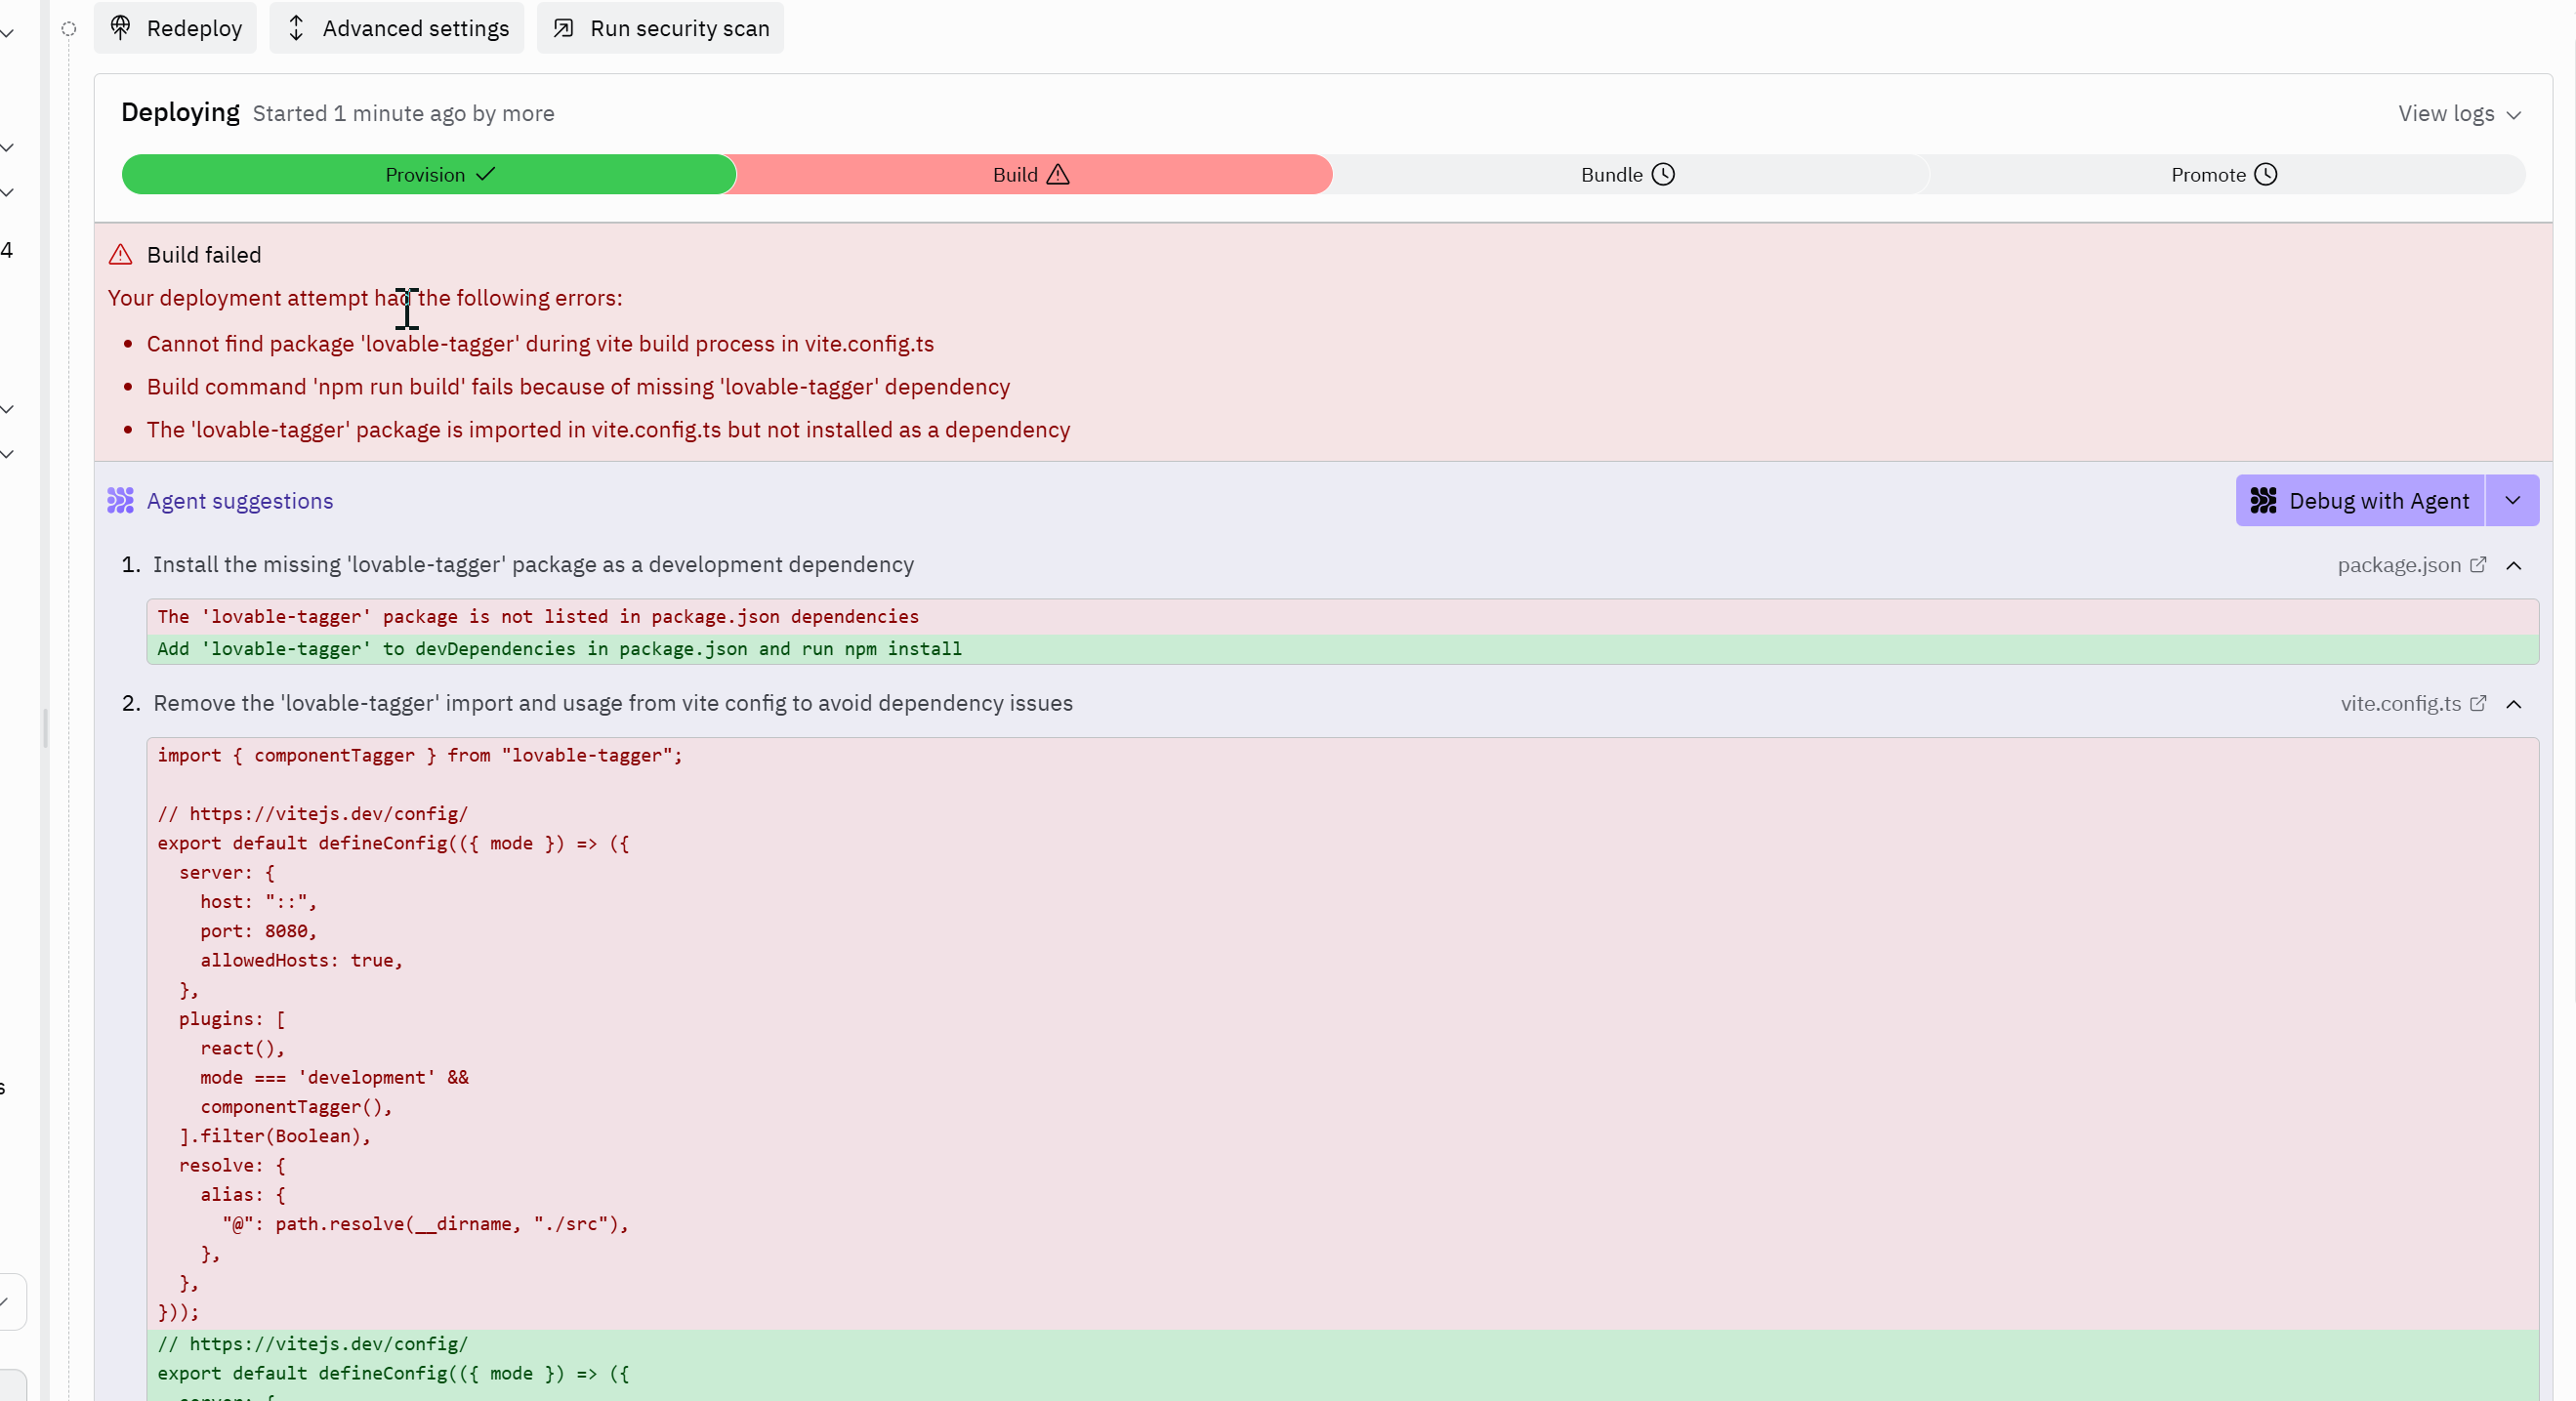 Redeploy
Advanced settings
Run security scan
Deploying Started 1 minute ago by more
View logs
Provision
Build
Bundle
Promote
4
Build failed
Your deployment attempt had the following errors:
• Cannot find package 'lovable-tagger' during vite build process in vite.config.ts
• Build command 'npm run build' fails because of missing 'lovable-tagger' dependency
• The 'lovable-tagger' package is imported in vite.config.ts but not installed as a dependency
Agent suggestions
Debug with Agent
1. Install the missing 'lovable-tagger' package as a development dependency
package.json
The 'lovable-tagger' package is not listed in package.json dependencies
Add 'lovable-tagger' to devDependencies in package.json and run npm install
2. Remove the 'lovable-tagger' import and usage from vite config to avoid dependency issues
vite.config.ts
import { componentTagger } from "lovable-tagger";
// https://vitejs.dev/config/
export default defineConfig(({ mode }) => ({
server: {
host: "::",
port: 8080,
allowedHosts: true,
},
plugins: [
react(),
mode === 'development' &&
componentTagger(),
].filter(Boolean),
resolve: {
alias: {
"@": path.resolve(__dirname, "./src"),
},
},
}));
s
// https://vitejs.dev/config/
export default defineConfig(({ mode }) => ({